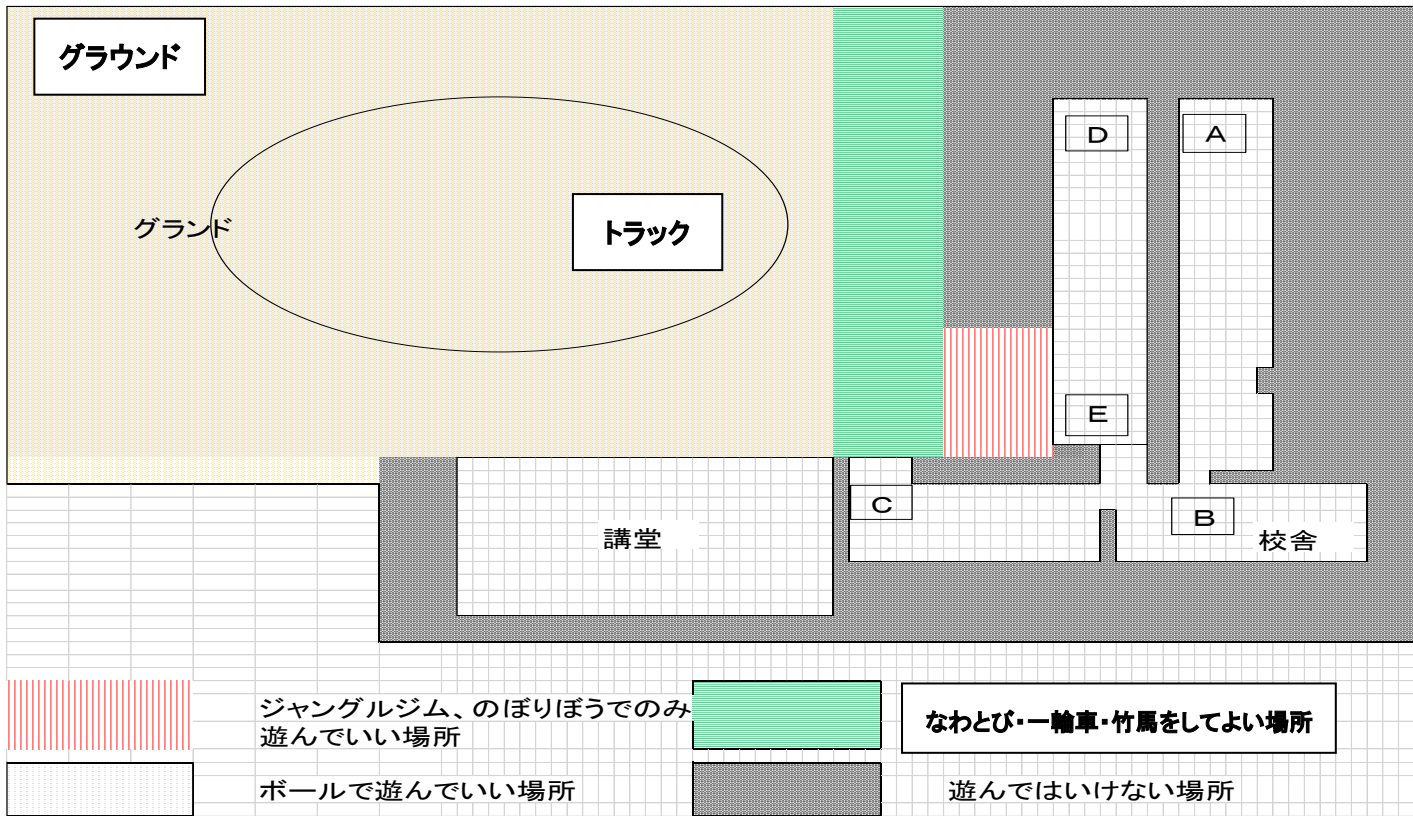 グラウンド
D
A
グランド
トラック
E
C
B
講堂
校舎
ジャングルジム、のぼりぼうでのみ
遊んでいい場所
なわとび・一輪車・竹馬をしてよい場所
ボールで遊んでいい場所
遊んではいけない場所